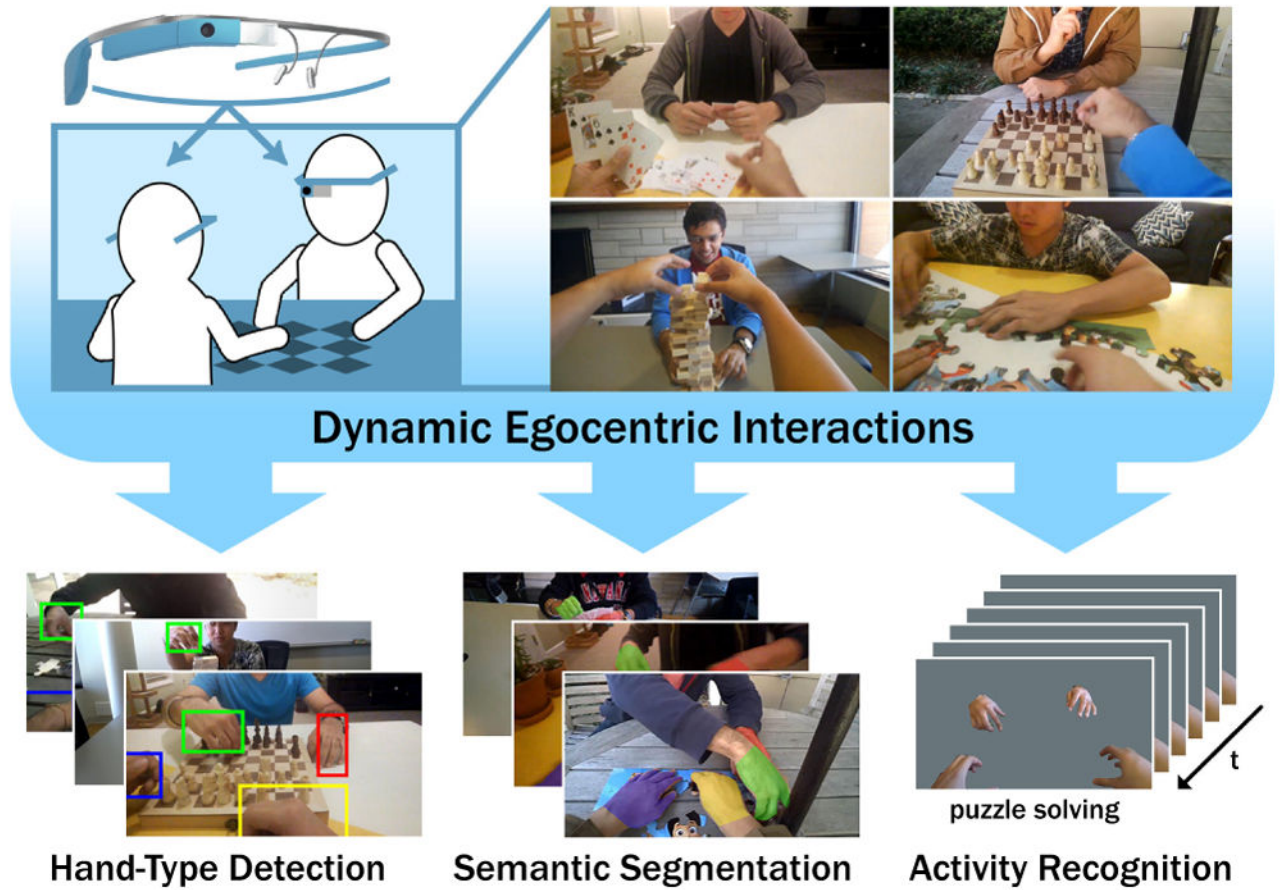 Dynamic Egocentric Interactions
t
puzzle solving
Hand-Type Detection
Semantic Segmentation
Activity Recognition